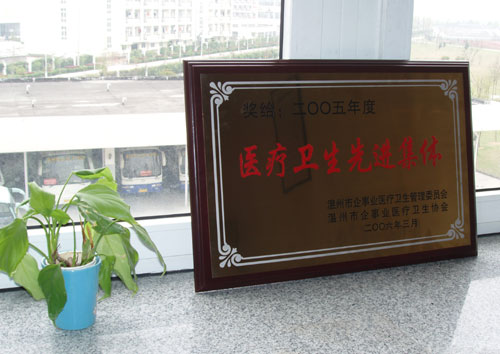 奖给：二〇〇五年度
医疗卫生先进集体
温州市企事业医疗卫生管理委员会
温州市企事业医疗卫生协会
二〇〇六年三月